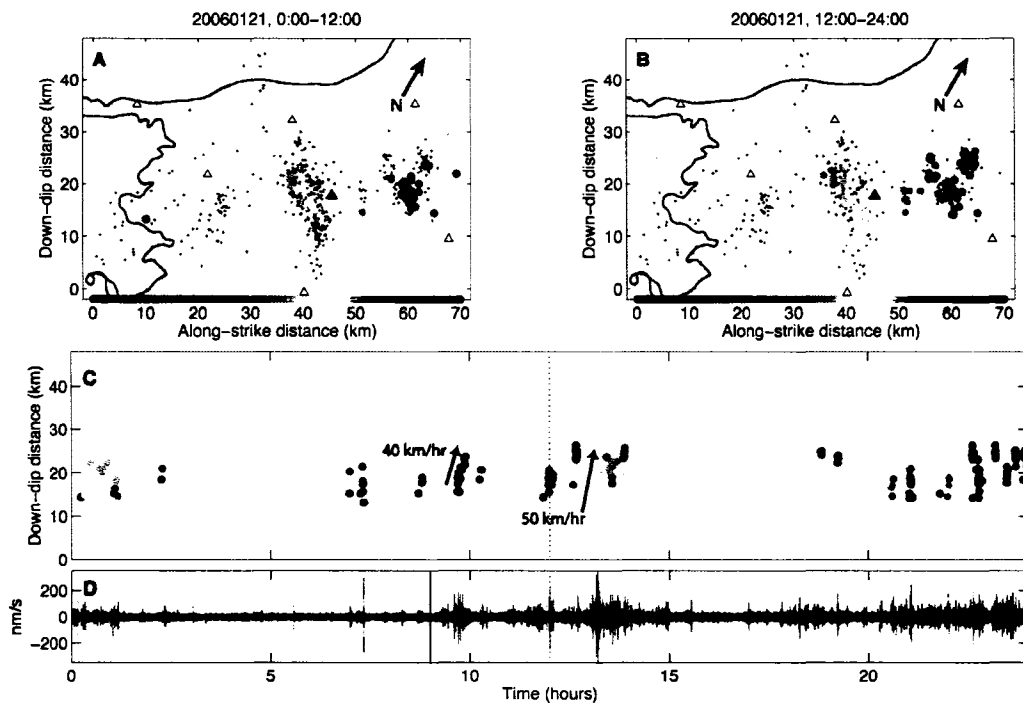 20060121, 0:00−12:00
20060121, 12:00−24:00
A
Down−dip distance (km)
40
30
20
10
0
N
0 10 20 30 40 50 60 70
Along−strike distance (km)
B
Down−dip distance (km)
40
30
20
10
0
N
0 10 20 30 40 50 60 70
Along−strike distance (km)
C
Down−dip distance (km)
40
30
20
10
0
40 km/hr
50 km/hr
D
nm/s
200
0
−200
0 5 10 15 20
Time (hours)